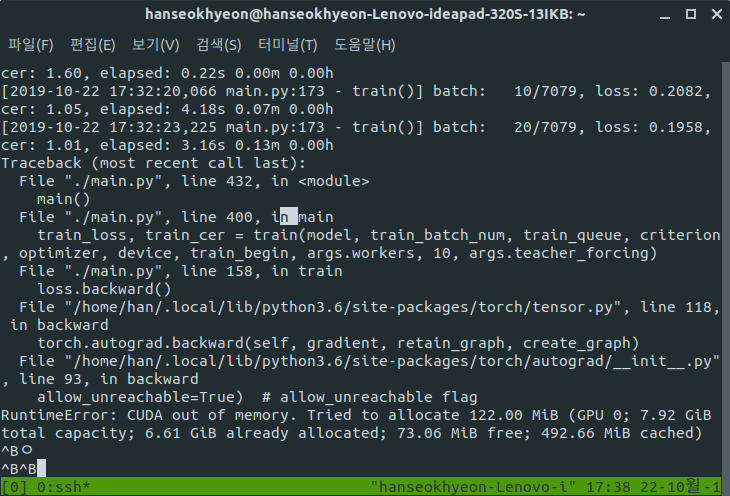 hanseokhyeon@hanseokhyeon-Lenovo-ideapad-320S-13IKB: ~
파일(F) 편집(E) 보기(V) 검색(S) 터미널(T) 도움말(H)
cer: 1.60, elapsed: 0.22s 0.00m 0.00h
[2019-10-22 17:32:20,066 main.py:173 - train()] batch:   10/7079, loss: 0.2082,
cer: 1.05, elapsed: 4.18s 0.07m 0.00h
[2019-10-22 17:32:23,225 main.py:173 - train()] batch:   20/7079, loss: 0.1958,
cer: 1.01, elapsed: 3.16s 0.13m 0.00h
Traceback (most recent call last):
  File "./main.py", line 432, in <module>
    main()
  File "./main.py", line 400, in main
    train_loss, train_cer = train(model, train_batch_num, train_queue, criterion
, optimizer, device, train_begin, args.workers, 10, args.teacher_forcing)
  File "./main.py", line 158, in train
    loss.backward()
  File "/home/han/.local/lib/python3.6/site-packages/torch/tensor.py", line 118,
 in backward
    torch.autograd.backward(self, gradient, retain_graph, create_graph)
  File "/home/han/.local/lib/python3.6/site-packages/torch/autograd/__init__.py"
, line 93, in backward
    allow_unreachable=True)  # allow_unreachable flag
RuntimeError: CUDA out of memory. Tried to allocate 122.00 MiB (GPU 0; 7.92 GiB
total capacity; 6.61 GiB already allocated; 73.06 MiB free; 492.66 MiB cached)
^Bㅇ
^B^B
[0] 0:ssh* "hanseokhyeon-Lenovo-i" 17:38 22-10월-1